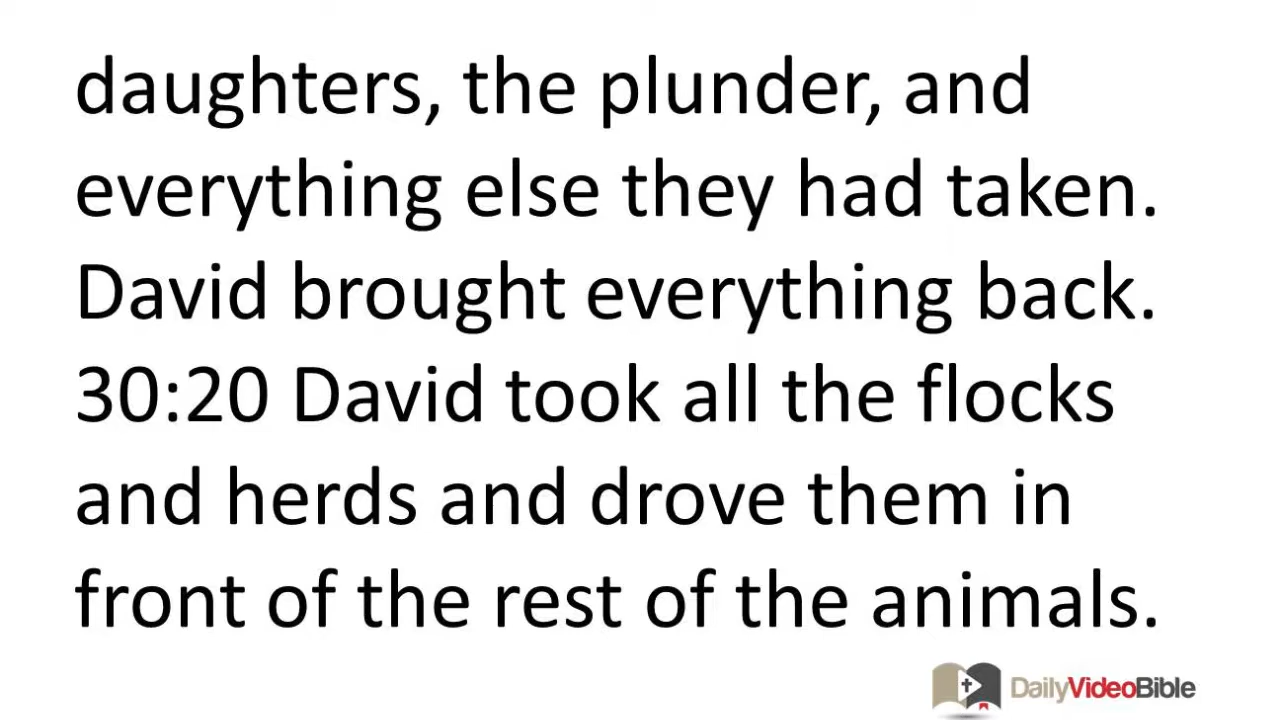 daughters, the plunder, and
everything else they had taken.
David brought everything back.
30:20 David took all the flocks
and herds and drove them in
front of the rest of the animals.
DailyVideoBible